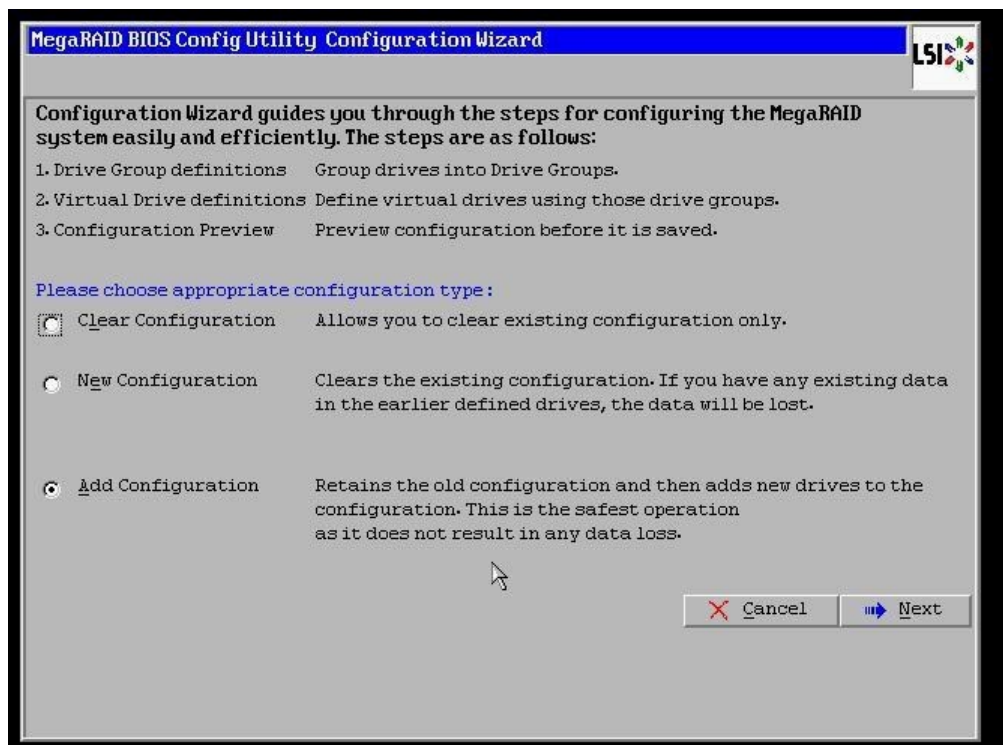 MegaRAID BIOS Config Utility Configuration Wizard
LSI
Configuration Wizard guides you through the steps for configuring the MegaRAID
system easily and efficiently. The steps are as follows:
1. Drive Group definitions Group drives into Drive Groups.
2. Virtual Drive definitions Define virtual drives using those drive groups.
3. Configuration Preview Preview configuration before it is saved.
Please choose appropriate configuration type:
Clear Configuration Allows you to clear existing configuration only.
New Configuration Clears the existing configuration. If you have any existing data
in the earlier defined drives, the data will be lost.
Add Configuration Retains the old configuration and then adds new drives to the
configuration. This is the safest operation
as it does not result in any data loss.
Cancel Next